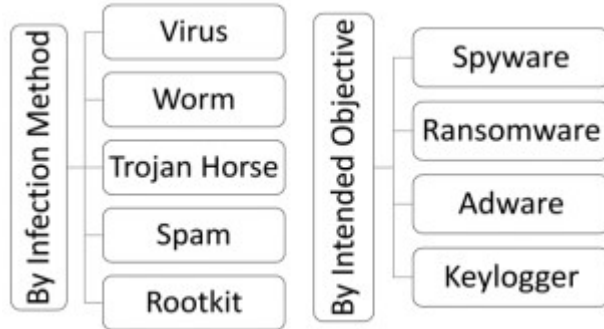 By Infection Method
Virus
Worm
Trojan Horse
Spam
Rootkit
By Intended Objective
Spyware
Ransomware
Adware
Keylogger